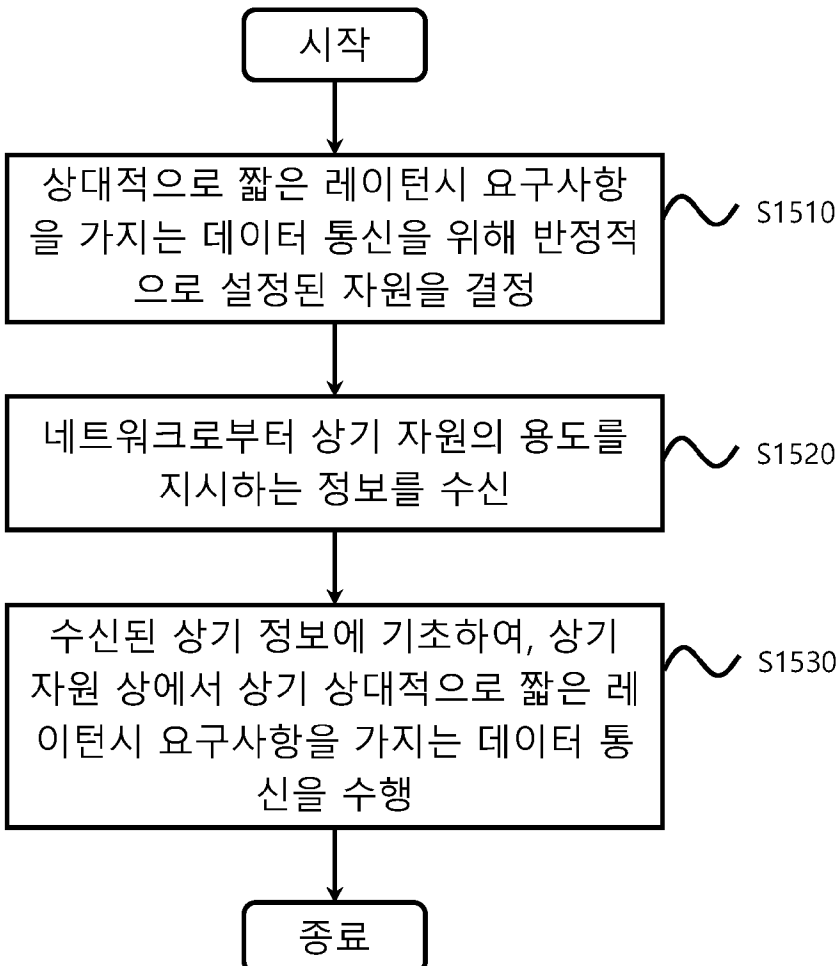 시작
상대적으로 짧은 레이턴시 요구사항
을 가지는 데이터 통신을 위해 반정적
으로 설정된 자원을 결정
S1510
네트워크로부터 상기 자원의 용도를
지시하는 정보를 수신
S1520
수신된 상기 정보에 기초하여, 상기
자원 상에서 상기 상대적으로 짧은 레
이턴시 요구사항을 가지는 데이터 통
신을 수행
S1530
종료